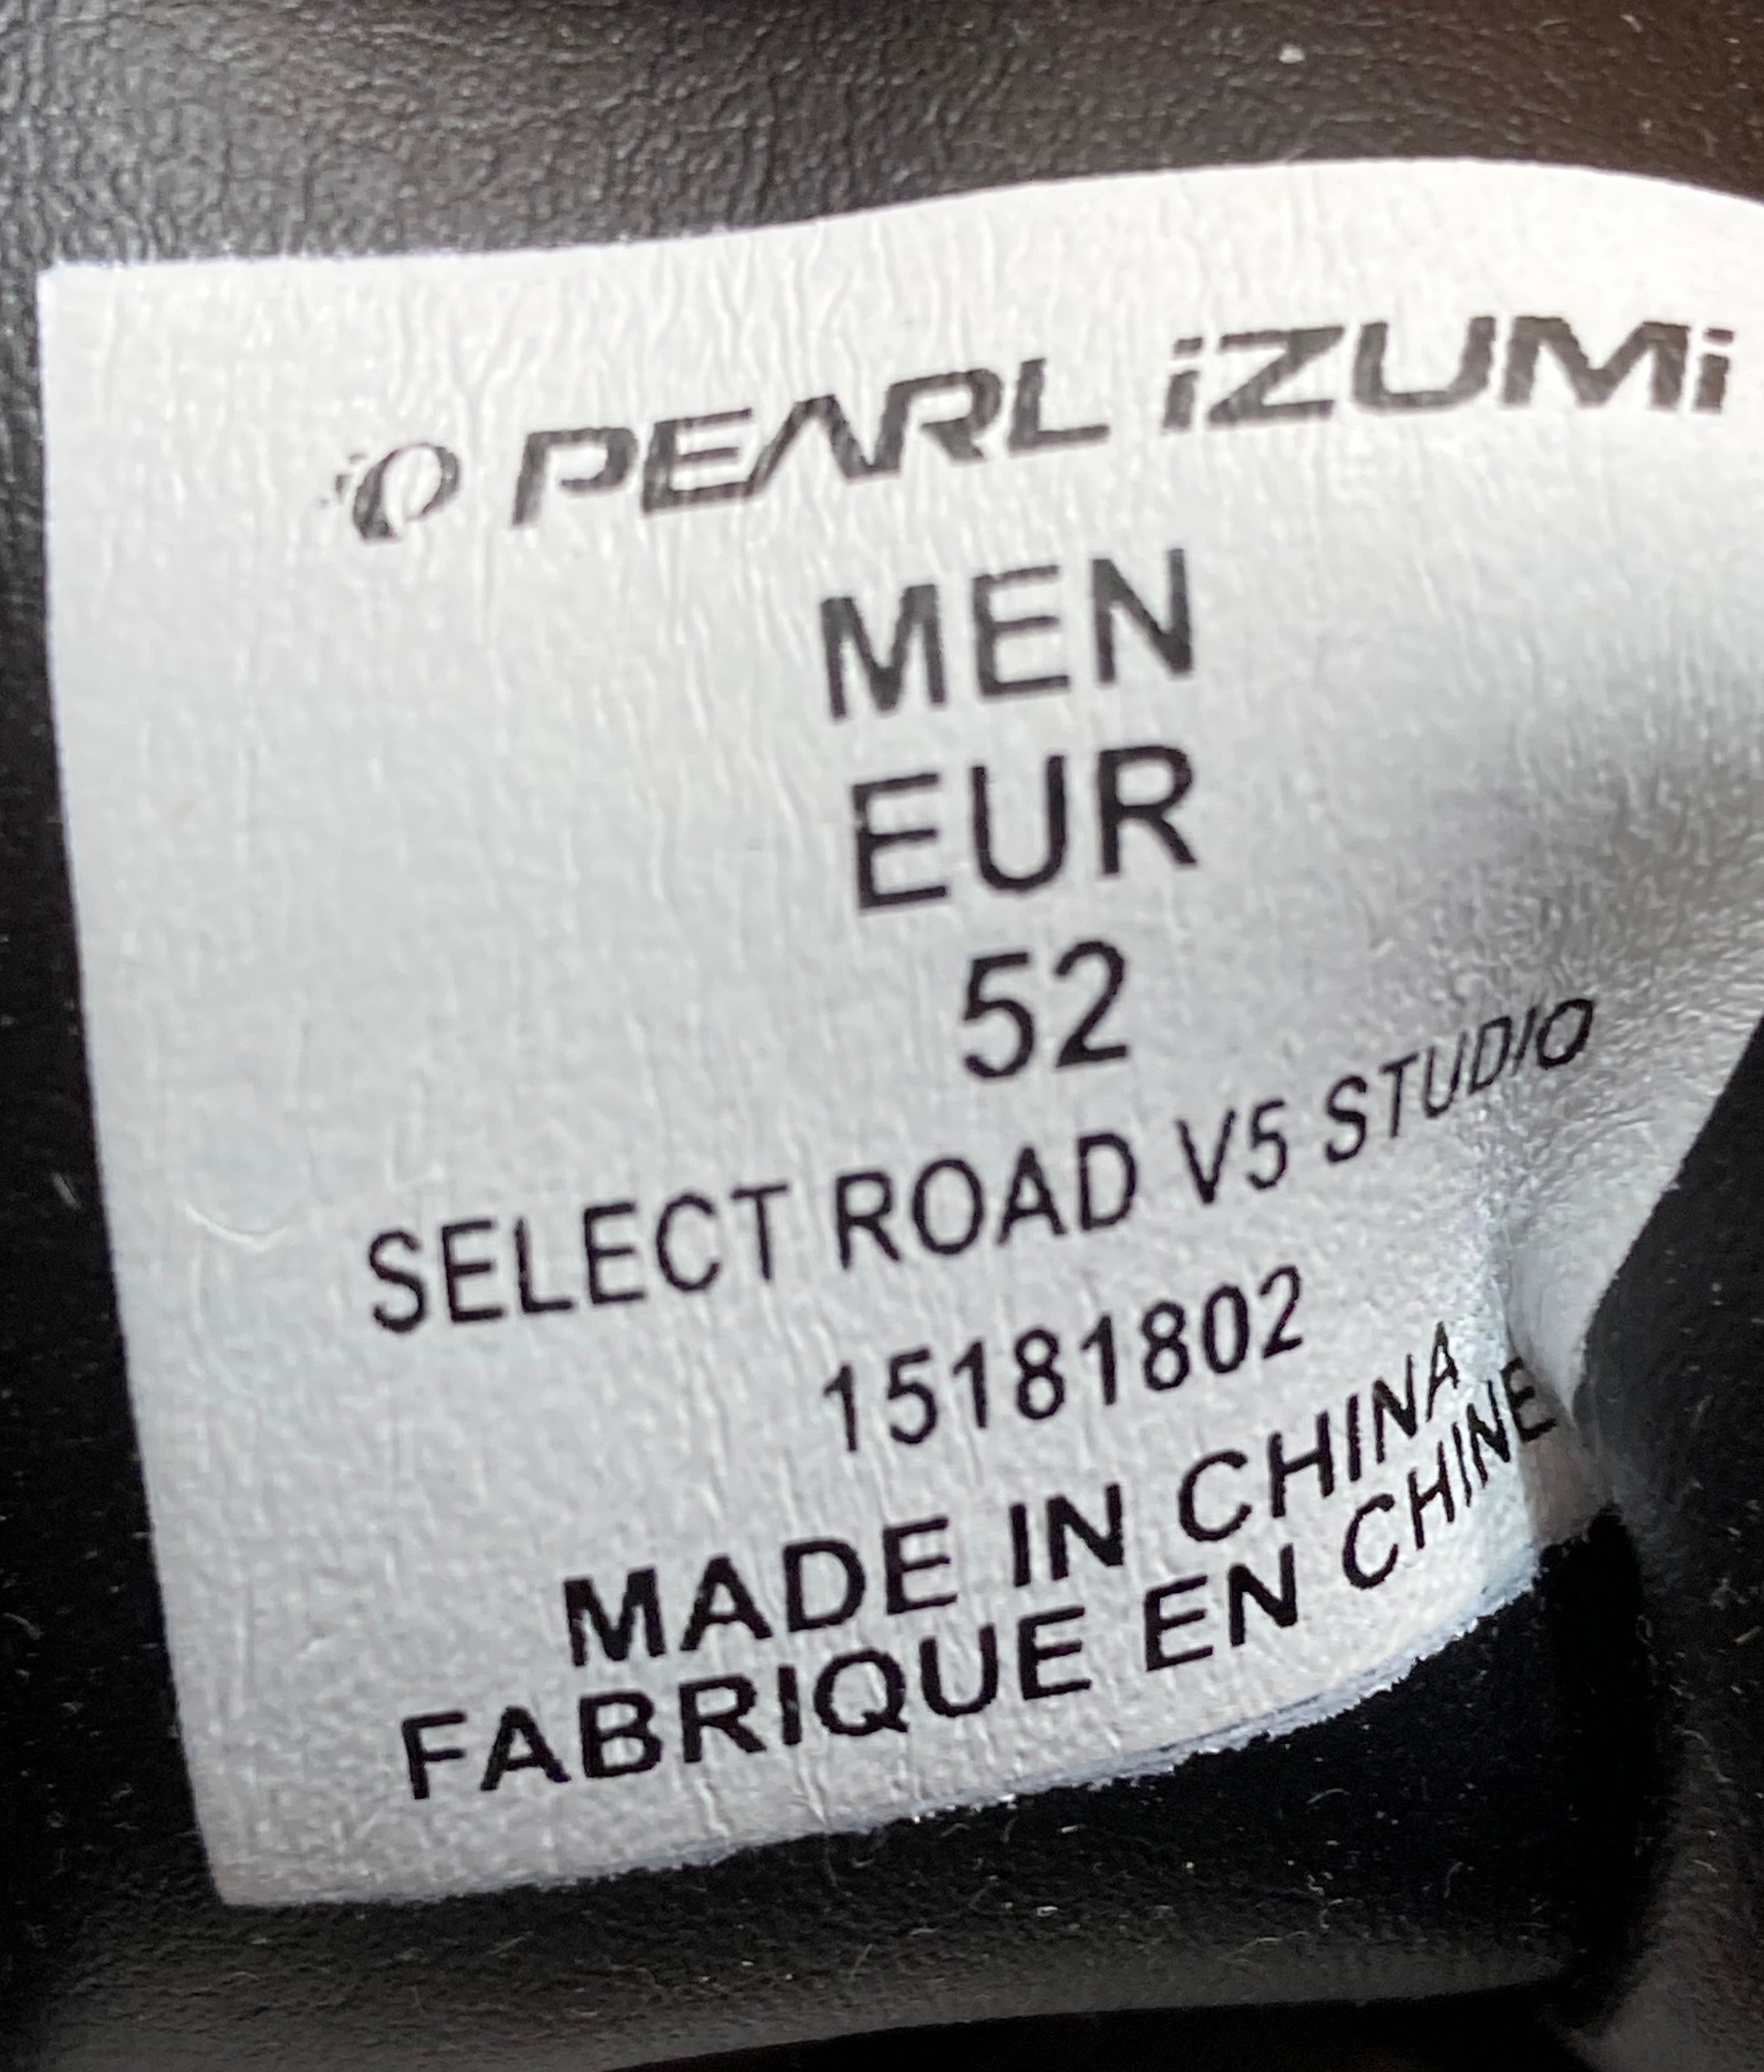 PEARL iZUMi
MEN
EUR
52
SELECT ROAD V5 STUDIO
15181802
MADE IN CHINA
FABRIQUE EN CHINE